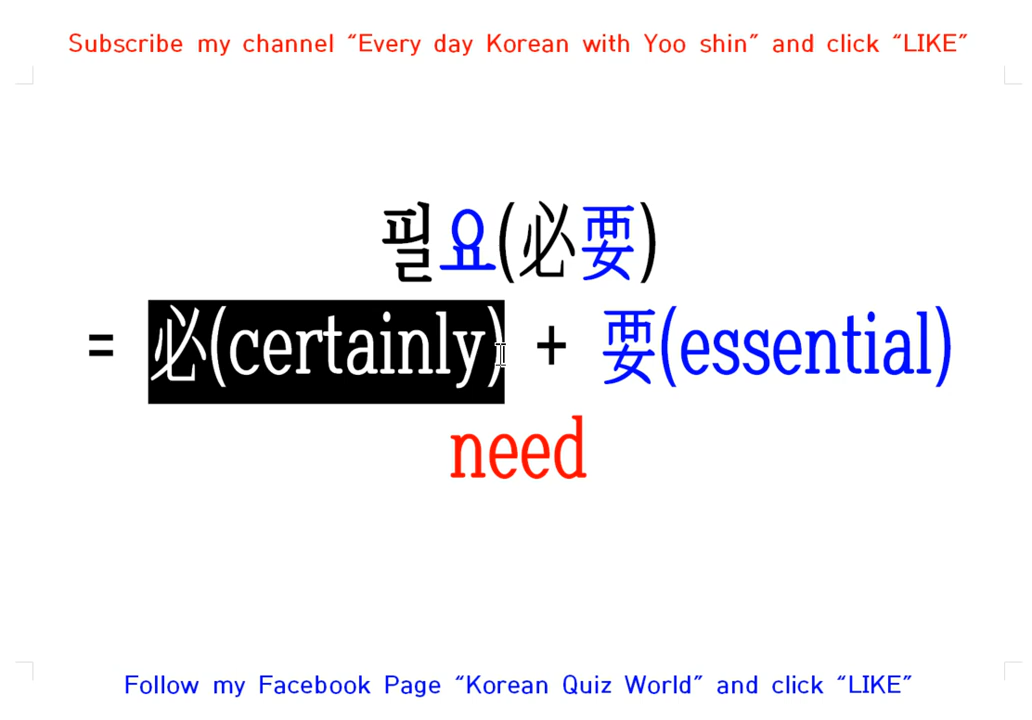 Subscribe my channel “Every day Korean with Yoo shin” and click “LIKE”
필요(必要)
= 必(certainly) + 要(essential)
need
Follow my Facebook Page “Korean Quiz World” and click “LIKE”